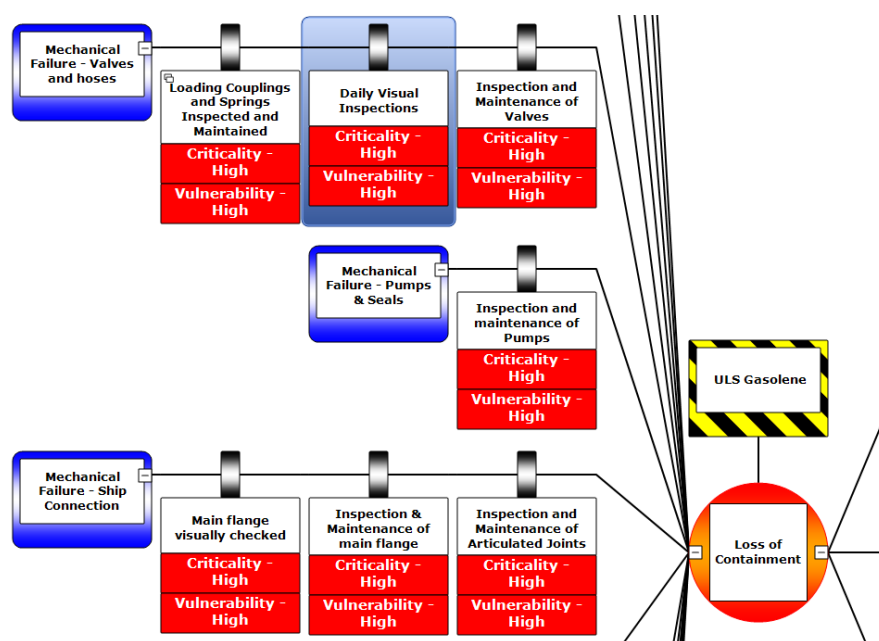 Mechanical
Failure - Valves
and hoses
Loading Couplings
and Springs
Inspected and
Maintained
Criticality -
High
Vulnerability -
High
Daily Visual
Inspections
Criticality -
High
Vulnerability -
High
Inspection and
Maintenance of
Valves
Criticality -
High
Vulnerability -
High
Mechanical
Failure - Pumps
& Seals
Inspection and
maintenance of
Pumps
Criticality -
High
Vulnerability -
High
ULS Gasolene
Mechanical
Failure - Ship
Connection
Main flange
visually checked
Criticality -
High
Vulnerability -
High
Inspection &
Maintenance of
main flange
Criticality -
High
Vulnerability -
High
Inspection and
Maintenance of
Articulated Joints
Criticality -
High
Vulnerability -
High
Loss of
Containment